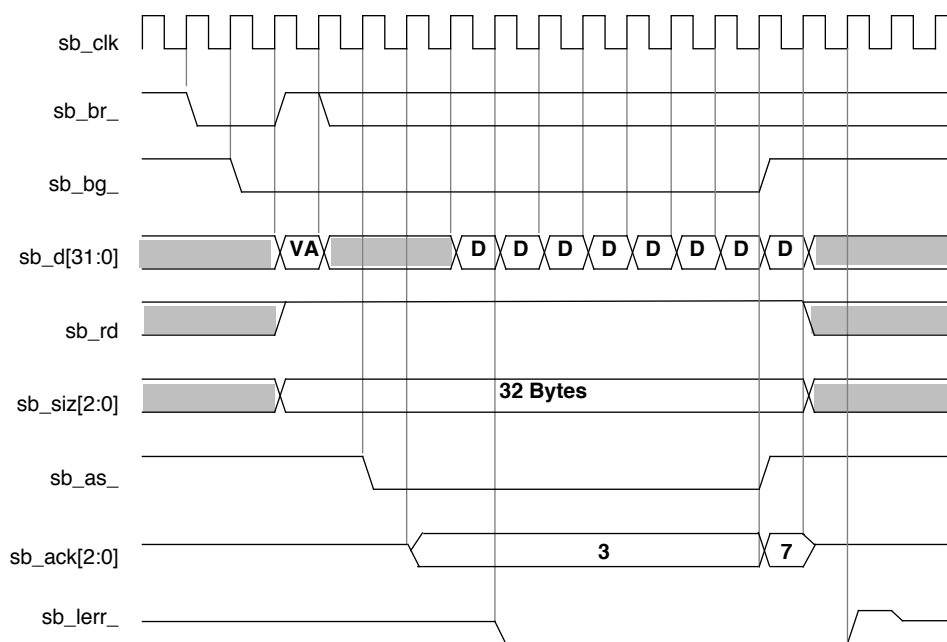 sb_clk
sb_br_
sb_bg_
sb_d[31:0] VA D D D D D D D D
sb_rd
sb_siz[2:0] 32 Bytes
sb_as_
sb_ack[2:0] 3 7
sb_lerr_